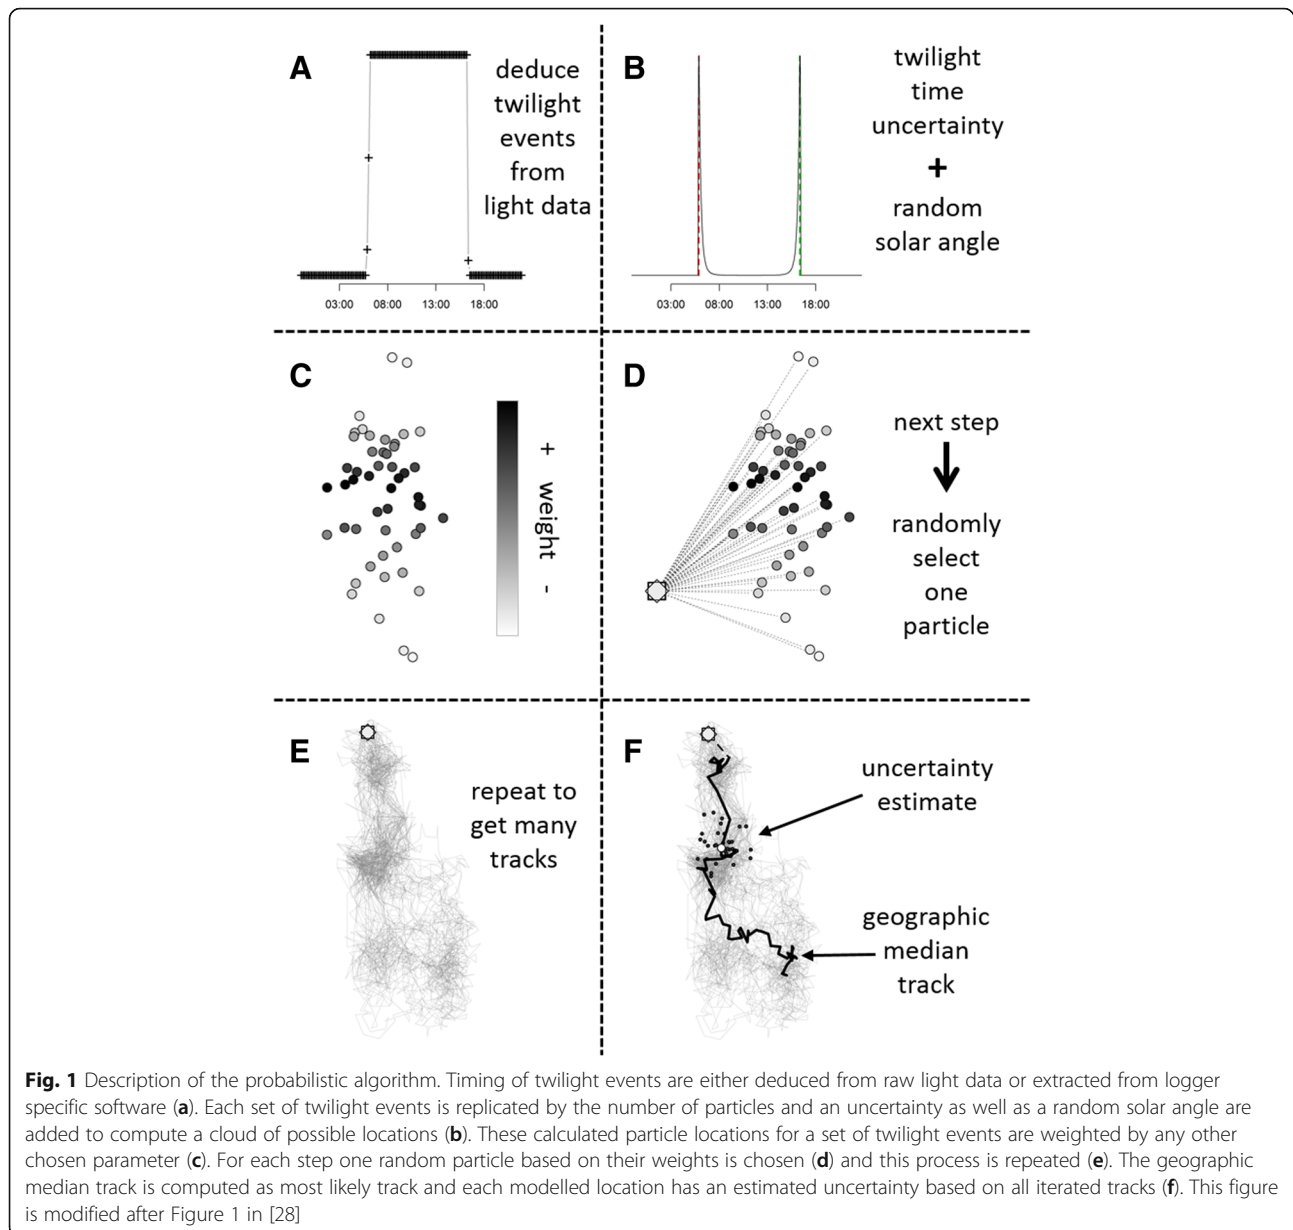 A
deduce
twilight
events
from
light data
03:00 08:00 13:00 18:00
B
twilight
time
uncertainty
+
random
solar angle
03:00 08:00 13:00 18:00
C
+ weight -
D
next step
randomly
select
one
particle
E
repeat to
get many
tracks
F
uncertainty
estimate
geographic
median
track
Fig. 1 Description of the probabilistic algorithm. Timing of twilight events are either deduced from raw light data or extracted from logger
specific software (a). Each set of twilight events is replicated by the number of particles and an uncertainty as well as a random solar angle are
added to compute a cloud of possible locations (b). These calculated particle locations for a set of twilight events are weighted by any other
chosen parameter (c). For each step one random particle based on their weights is chosen (d) and this process is repeated (e). The geographic
median track is computed as most likely track and each modelled location has an estimated uncertainty based on all iterated tracks (f). This figure
is modified after Figure 1 in [28]